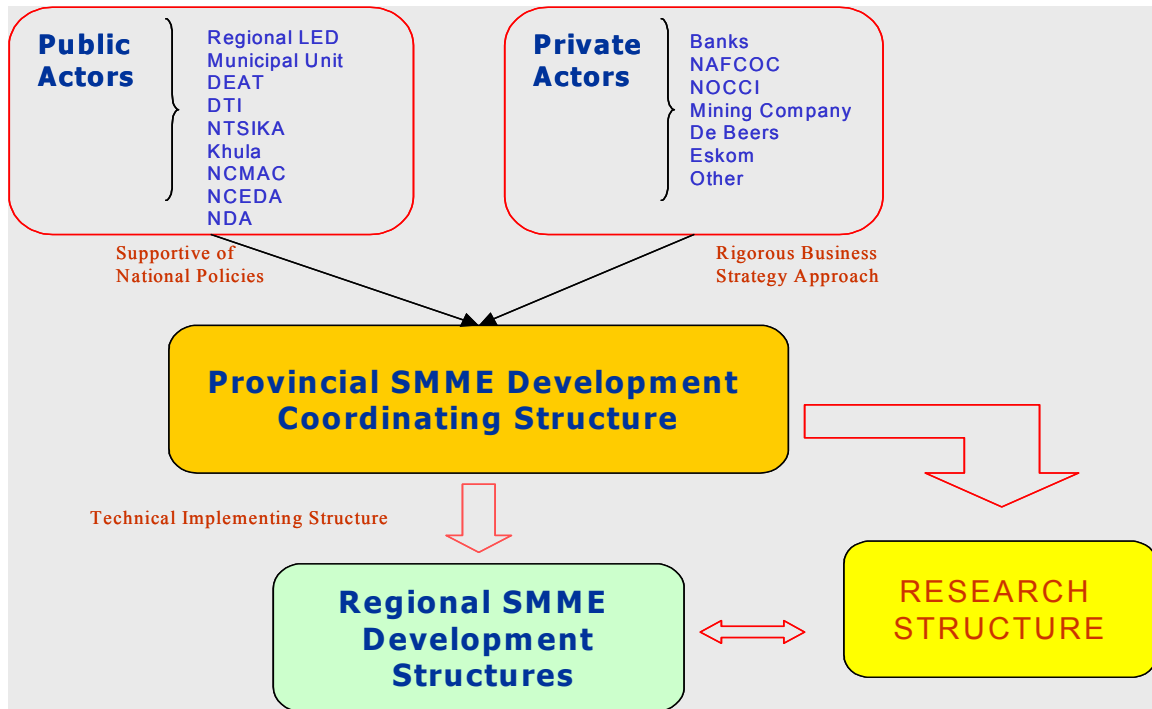 Public
Actors
Regional LED
Municipal Unit
DEAT
DTI
NTSIKA
Khula
NCMAC
NCEDA
NDA
Private
Actors
Banks
NAFCOC
NOCCI
Mining Company
De Beers
Eskom
Other
Supportive of
National Policies
Rigorous Business
Strategy Approach
Provincial SMME Development
Coordinating Structure
Technical Implementing Structure
Regional SMME
Development
Structures
RESEARCH
STRUCTURE